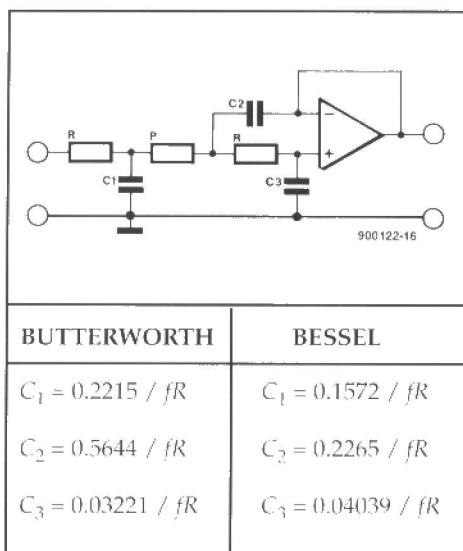 C2
R
P
R
C1
C3
−
+
900122-16
BUTTERWORTH BESSEL
C₁ = 0.2215 / fR C₁ = 0.1572 / fR
C₂ = 0.5644 / fR C₂ = 0.2265 / fR
C₃ = 0.03221 / fR C₃ = 0.04039 / fR